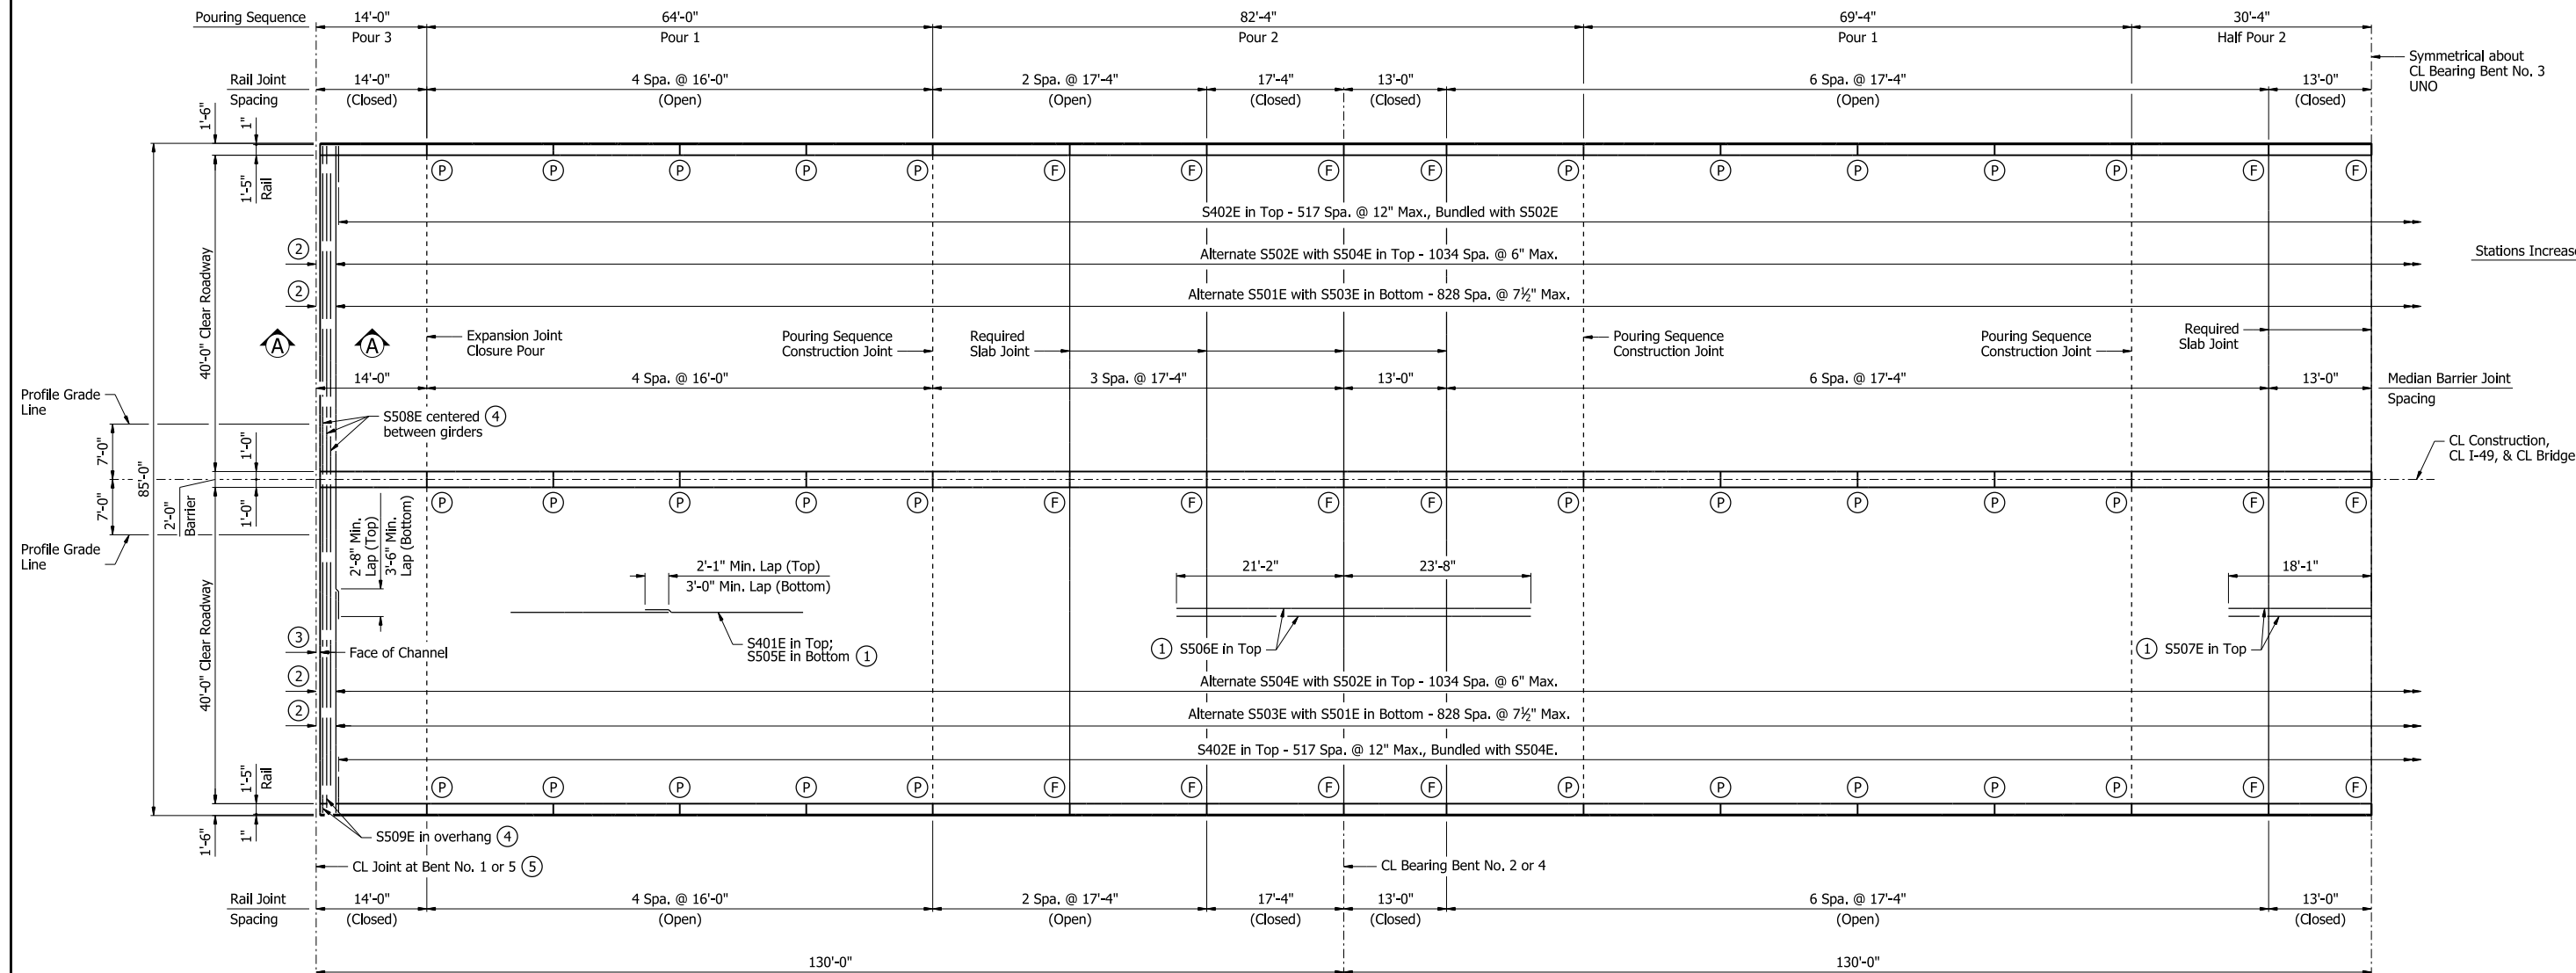 Pouring Sequence
14'-0"
64'-0"
82'-4"
69'-4"
30'-4"
Pour 3
Pour 1
Pour 2
Pour 1
Half Pour 2
Symmetrical about
CL Bearing Bent No. 3
UNO
Rail Joint
Spacing
14'-0"
(Closed)
4 Spa. @ 16'-0"
(Open)
2 Spa. @ 17'-4"
(Open)
17'-4"
(Closed)
13'-0"
(Closed)
6 Spa. @ 17'-4"
(Open)
13'-0"
(Closed)
1'-6"
1"
1'-5"
Rail
P P P P P F F F F P P P P P F F
S402E in Top - 517 Spa. @ 12" Max., Bundled with S502E
2
Alternate S502E with S504E in Top - 1034 Spa. @ 6" Max.
Stations Increase
2
Alternate S501E with S503E in Bottom - 828 Spa. @ 7½" Max.
40'-0" Clear Roadway
A
A
Expansion Joint
Closure Pour
Pouring Sequence
Construction Joint
Required
Slab Joint
Pouring Sequence
Construction Joint
Pouring Sequence
Construction Joint
Required
Slab Joint
14'-0"
4 Spa. @ 16'-0"
3 Spa. @ 17'-4"
13'-0"
6 Spa. @ 17'-4"
13'-0"
Median Barrier Joint
Spacing
Profile Grade
Line
S508E centered 4
between girders
7'-0"
7'-0"
85'-0"
2'-0"
Barrier
1'-0"
1'-0"
CL Construction,
CL I-49, & CL Bridge
P P P P P F F F F P P P P P F F
Profile Grade
Line
2'-8" Min.
Lap (Top)
3'-6" Min.
Lap (Bottom)
2'-1" Min. Lap (Top)
3'-0" Min. Lap (Bottom)
21'-2"
23'-8"
18'-1"
40'-0" Clear Roadway
3
Face of Channel
S401E in Top;
S505E in Bottom 1
1 S506E in Top
1 S507E in Top
2
Alternate S504E with S502E in Top - 1034 Spa. @ 6" Max.
2
Alternate S503E with S501E in Bottom - 828 Spa. @ 7½" Max.
S402E in Top - 517 Spa. @ 12" Max., Bundled with S504E.
1'-5"
Rail
1'-6"
1"
P P P P P F F F F P P P P P F F
S509E in overhang 4
CL Joint at Bent No. 1 or 5 5
CL Bearing Bent No. 2 or 4
Rail Joint
Spacing
14'-0"
(Closed)
4 Spa. @ 16'-0"
(Open)
2 Spa. @ 17'-4"
(Open)
17'-4"
(Closed)
13'-0"
(Closed)
6 Spa. @ 17'-4"
(Open)
13'-0"
(Closed)
130'-0"
130'-0"